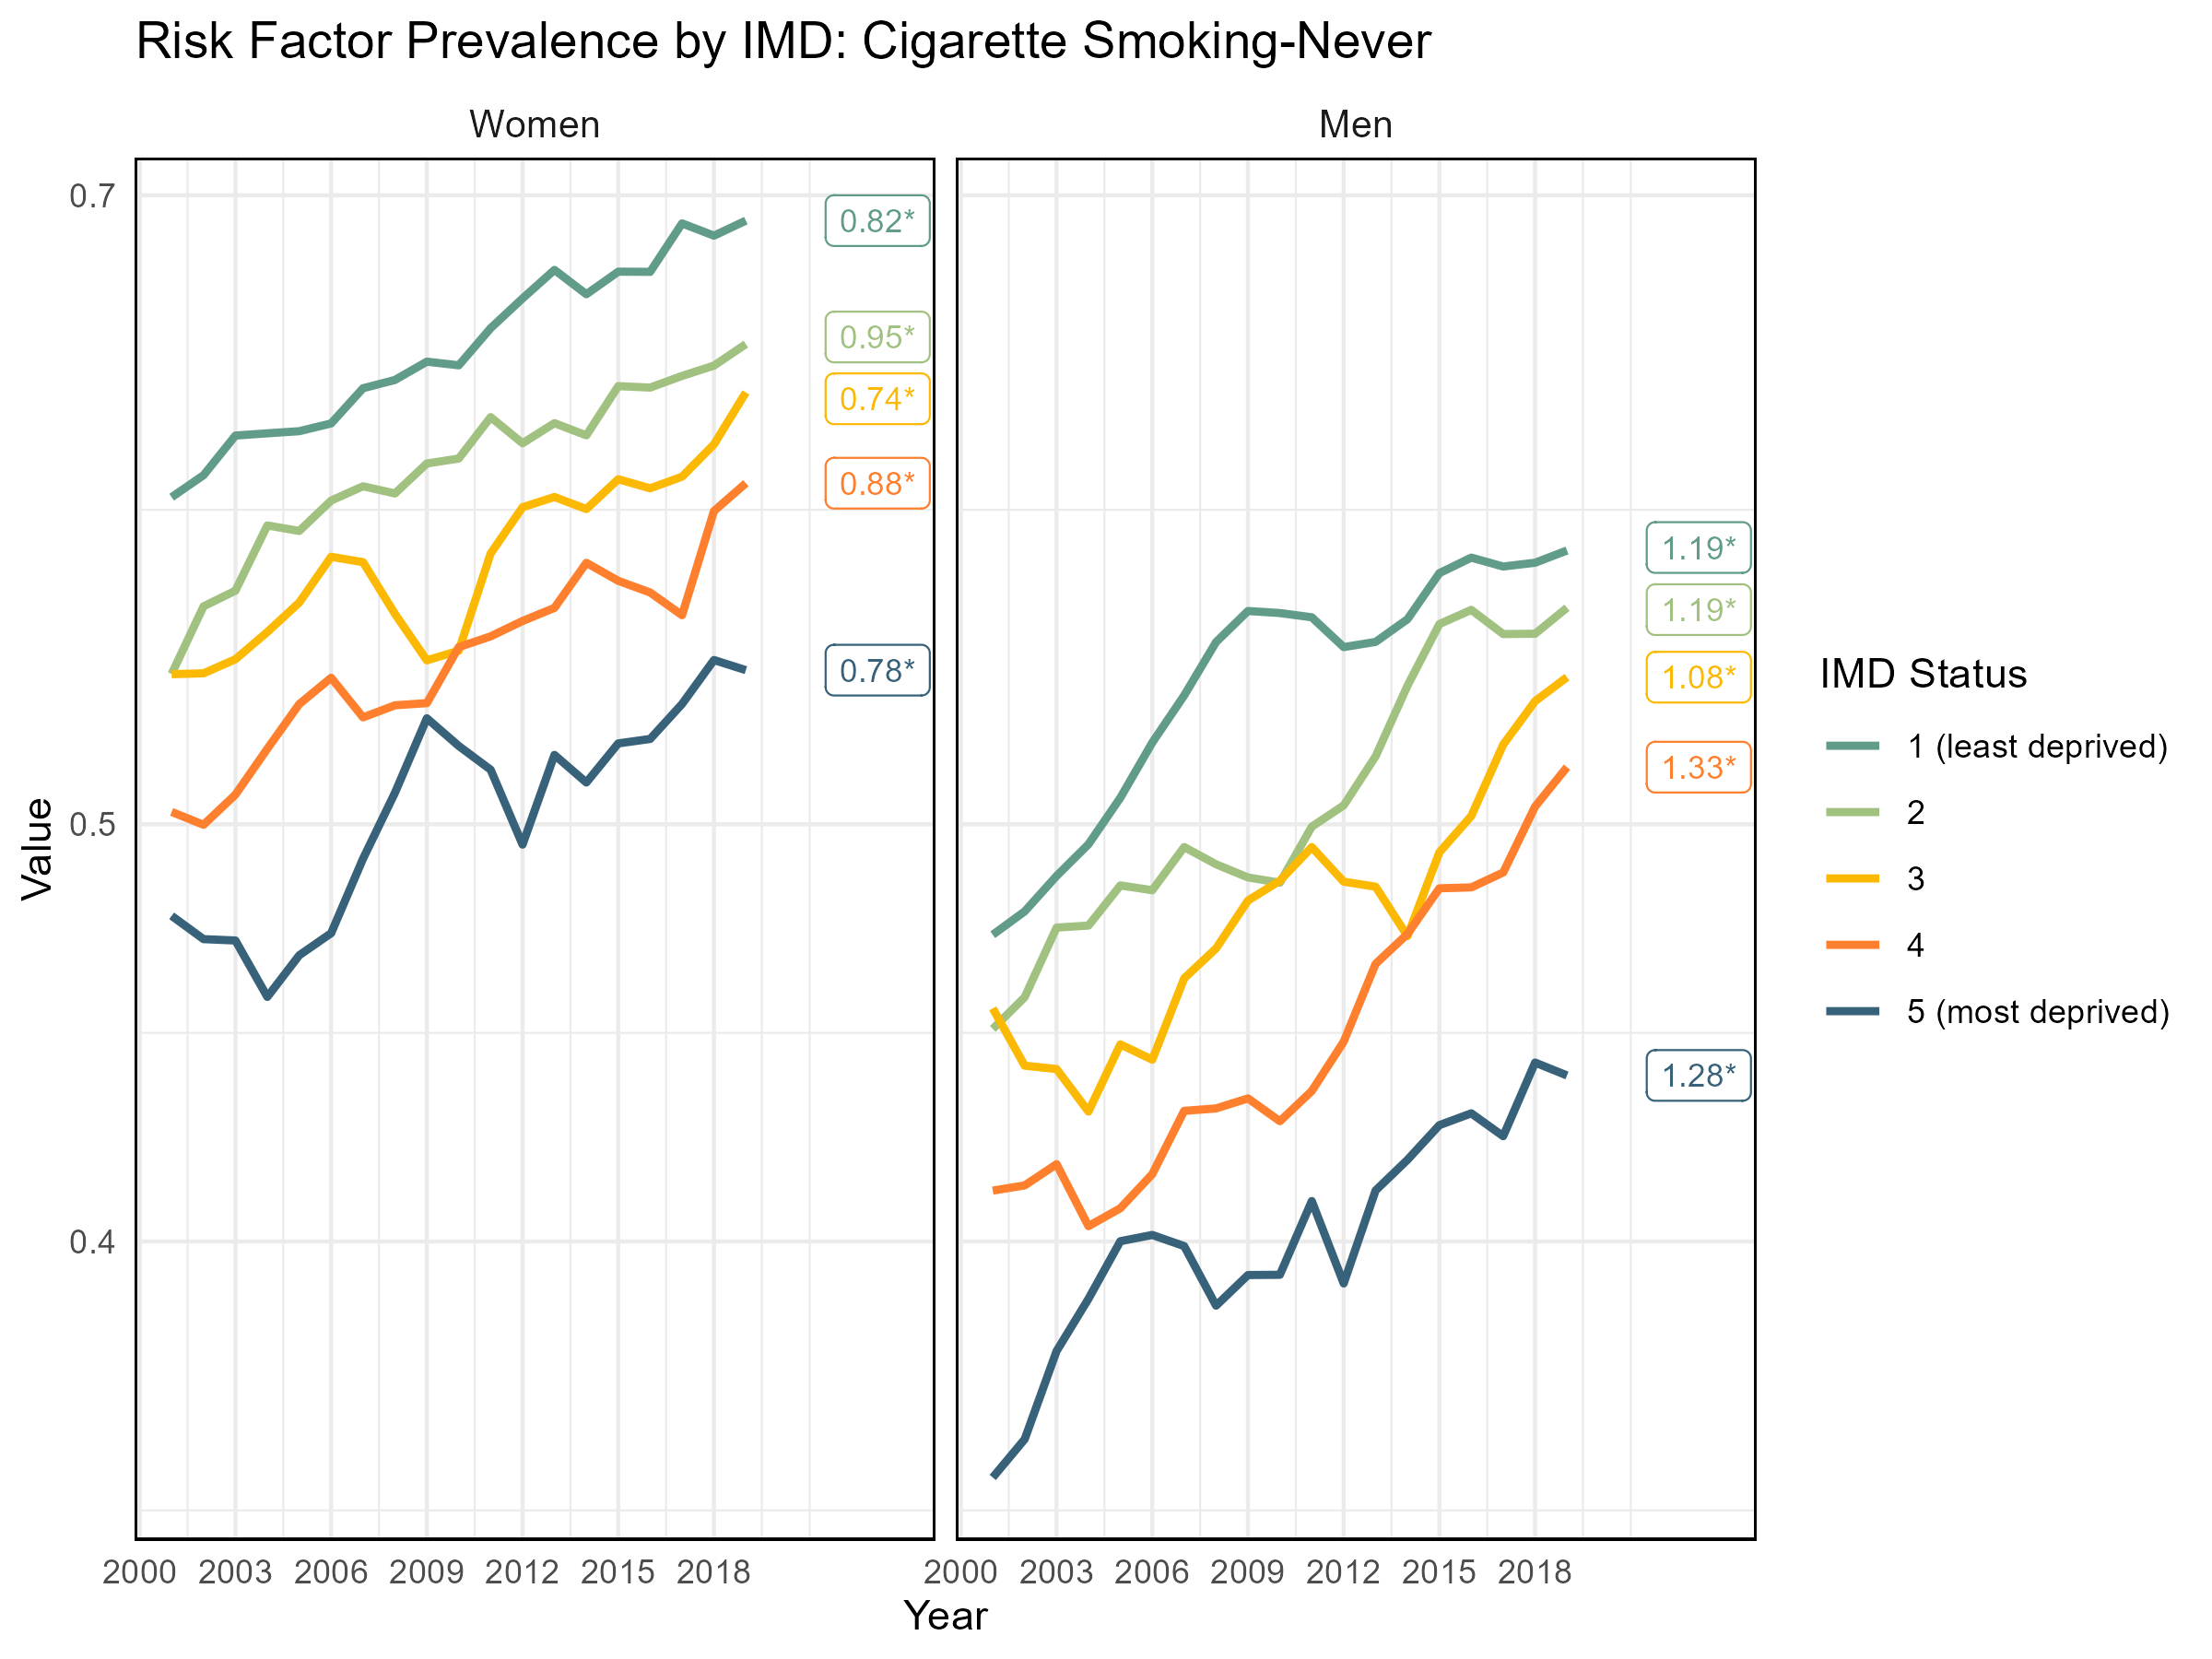 Risk Factor Prevalence by IMD: Cigarette Smoking-Never
Women
Men
Value
0.7
0.5
0.4
0.82*
0.95*
0.74*
0.88*
0.78*
1.19*
1.19*
1.08*
1.33*
1.28*
2000 2003 2006 2009 2012 2015 2018
2000 2003 2006 2009 2012 2015 2018
Year
IMD Status
1 (least deprived)
2
3
4
5 (most deprived)